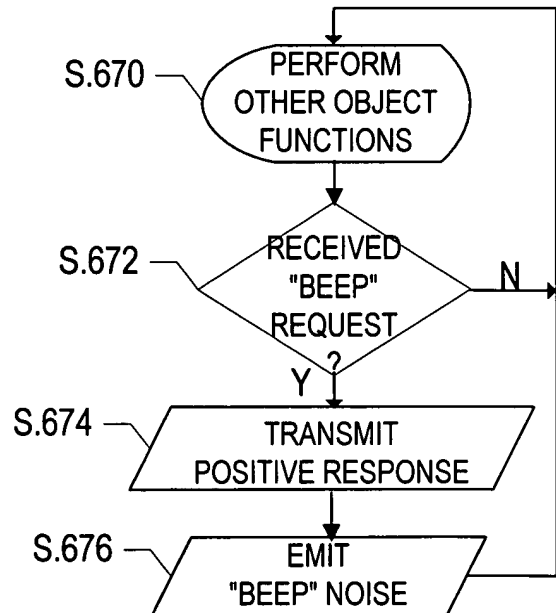 S.670
PERFORM
OTHER OBJECT
FUNCTIONS
S.672
RECEIVED
"BEEP"
REQUEST
?
N
Y
S.674
TRANSMIT
POSITIVE RESPONSE
S.676
EMIT
"BEEP" NOISE